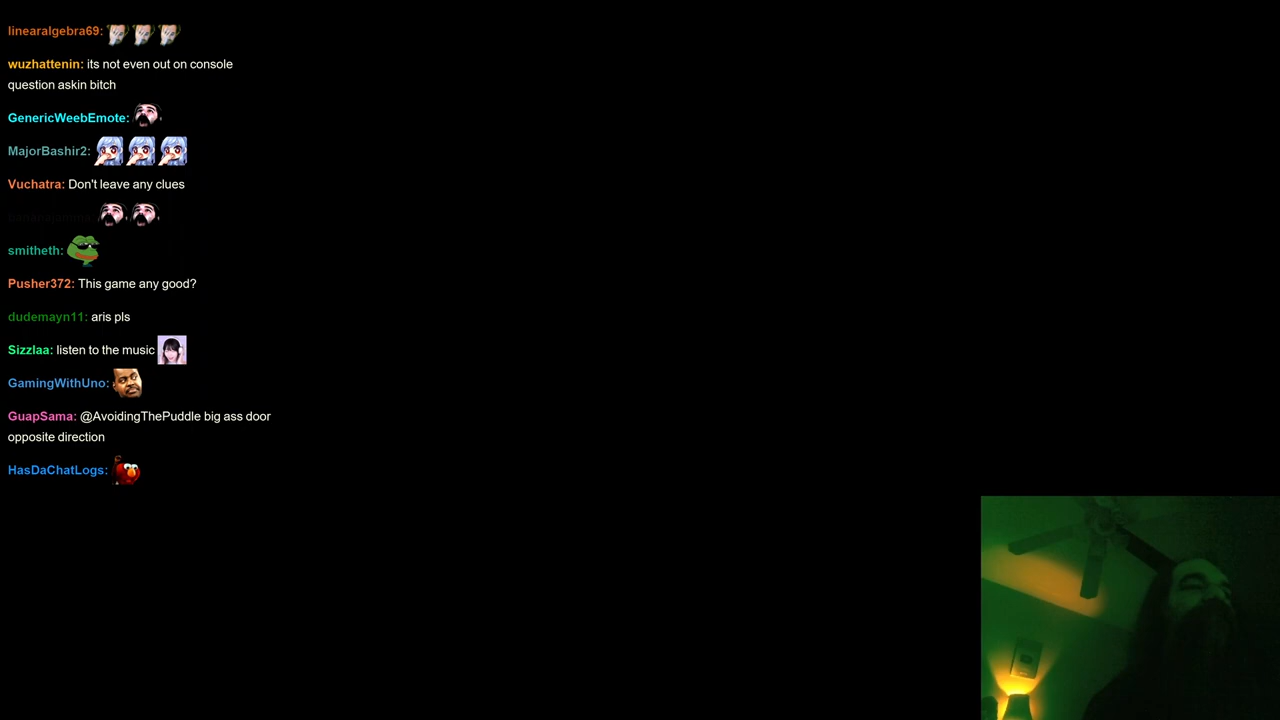 linearalgebra69:
wuzhattenin: its not even out on console
question askin bitch
GenericWeebEmote:
MajorBashir2:
Vuchatra: Don't leave any clues
smitheth:
Pusher372: This game any good?
dudemayn11: aris pls
Sizzlaa: listen to the music
GamingWithUno:
GuapSama: @AvoidingThePuddle big ass door
opposite direction
HasDaChatLogs: